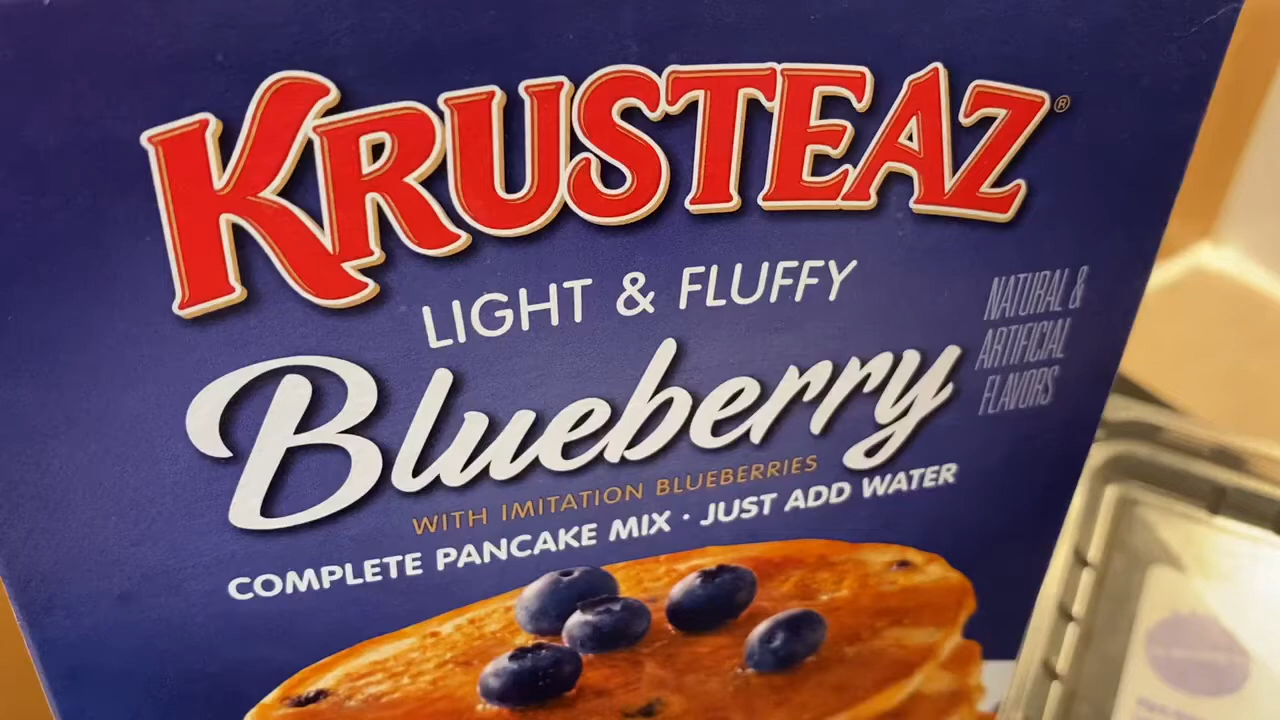 KRUSTEAZ®
LIGHT & FLUFFY
Blueberry
NATURAL &
ARTIFICIAL
FLAVORS
WITH IMITATION BLUEBERRIES
COMPLETE PANCAKE MIX · JUST ADD WATER